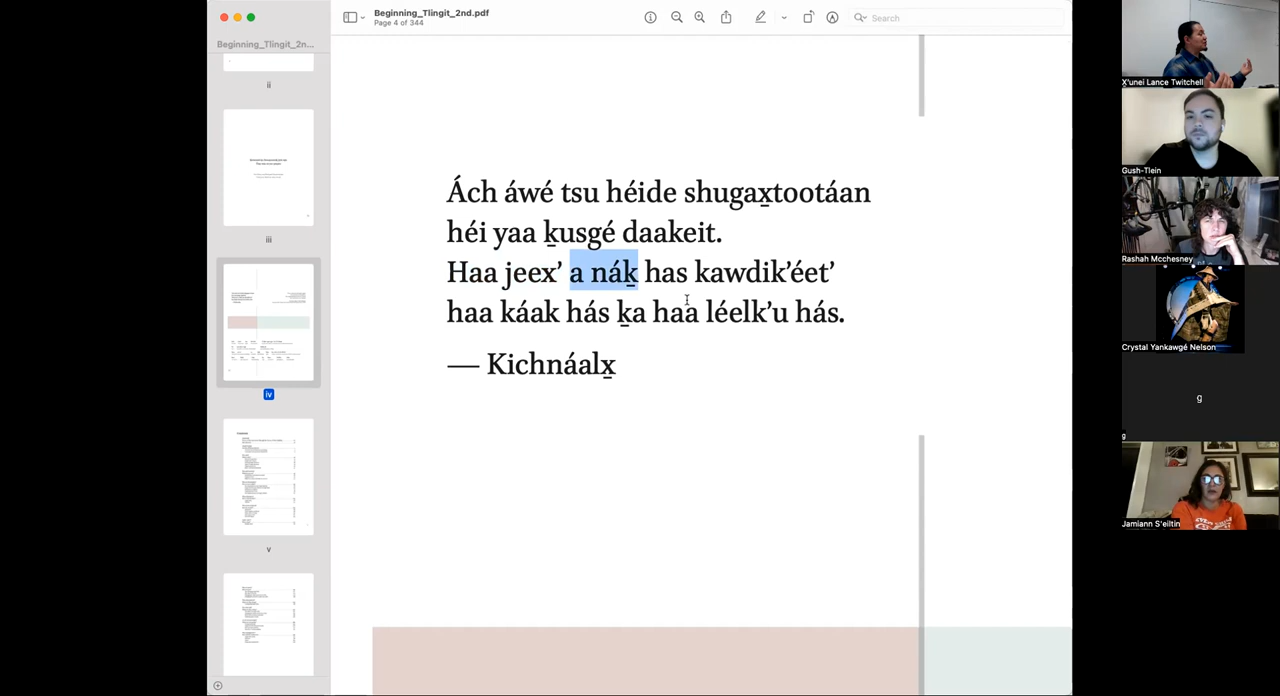 Beginning_Tlingit_2nd.pdf
Page 4 of 344
Search
Beginning_Tlingit_2n...
ii
iii
iv
v
Ách áwé tsu héide shugax̱tootáan
héi yaa ḵusgé daakeit.
Haa jeex’ a náḵ has kawdik’éet’
haa káak hás ḵa haa léelk’u hás.
— Kichnáalx̱
X̱'unei Lance Twitchell
Gush-Tlein
Rashah Mcchesney
Crystal Yankawgé Nelson
g
g
Jamiann S'eiltin